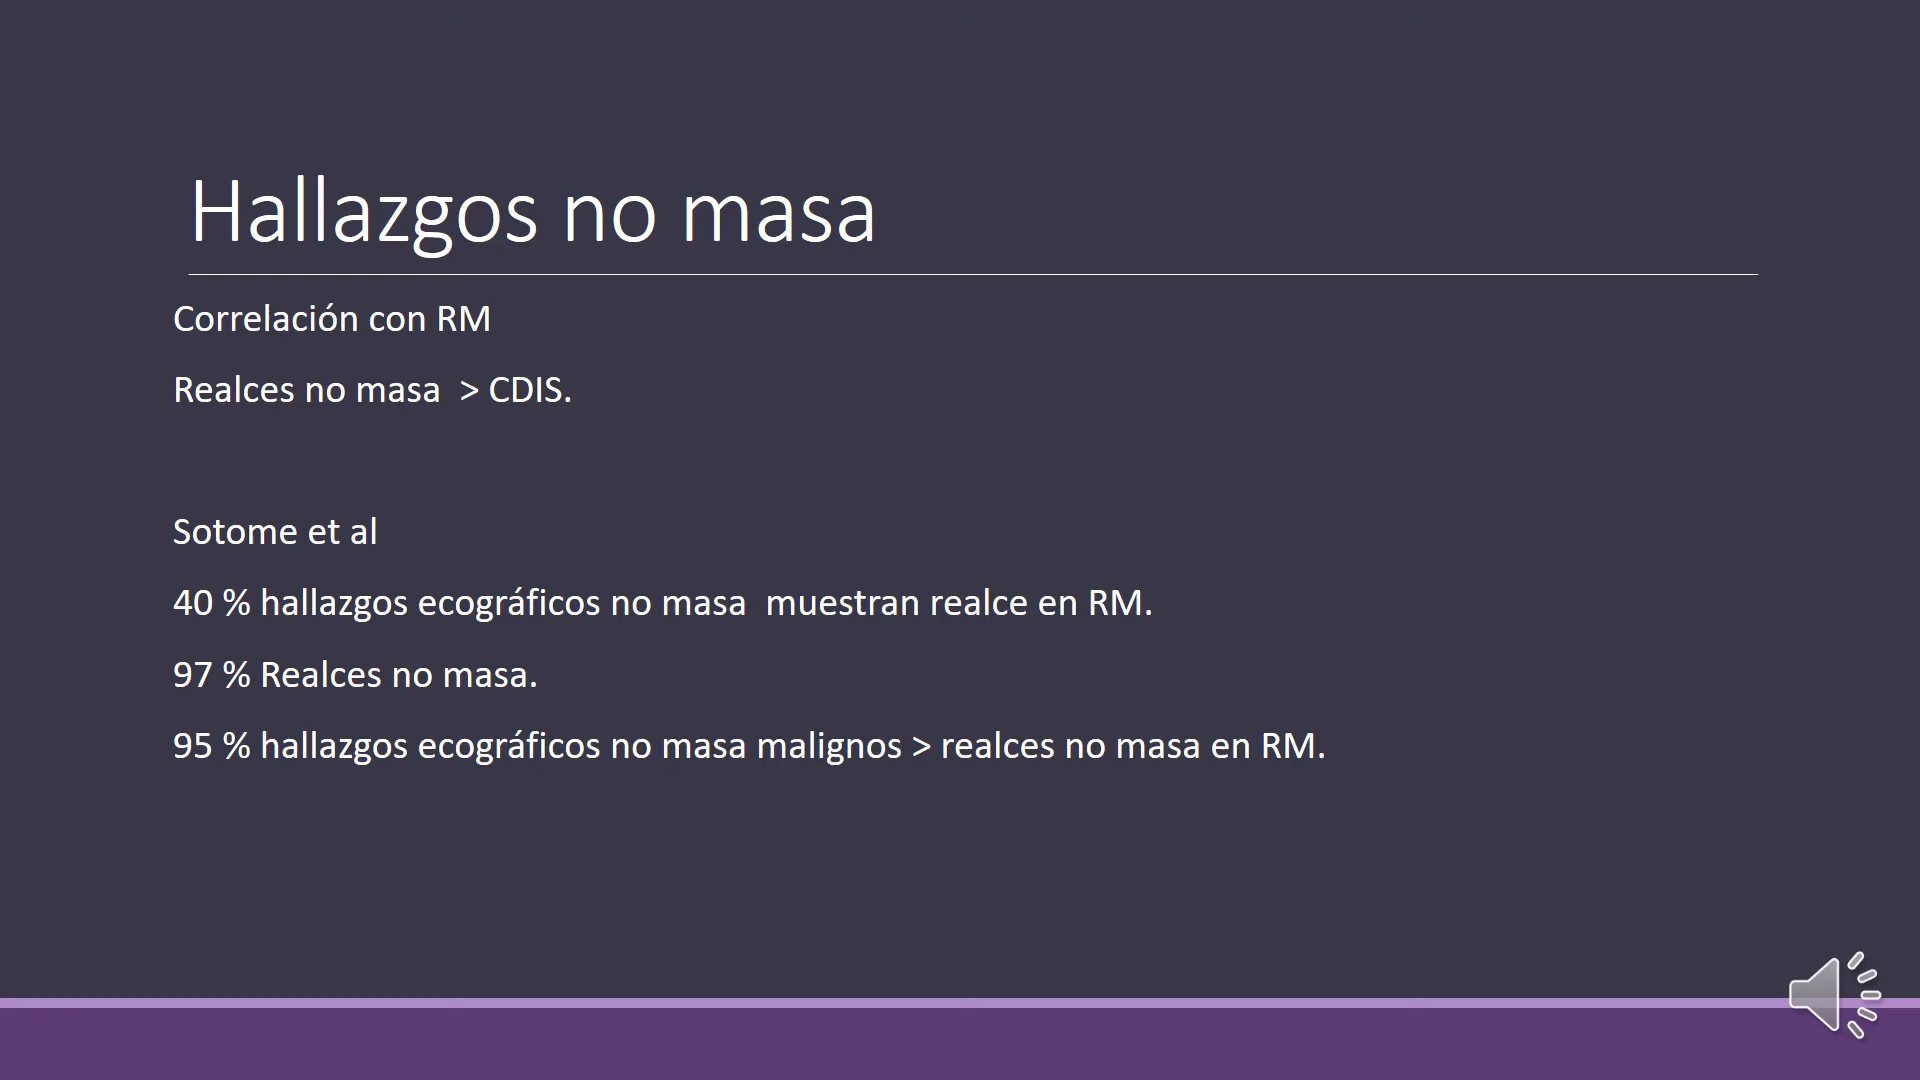 Hallazgos no masa
Correlación con RM
Realces no masa > CDIS.
Sotome et al
40 % hallazgos ecográficos no masa muestran realce en RM.
97 % Realces no masa.
95 % hallazgos ecográficos no masa malignos > realces no masa en RM.